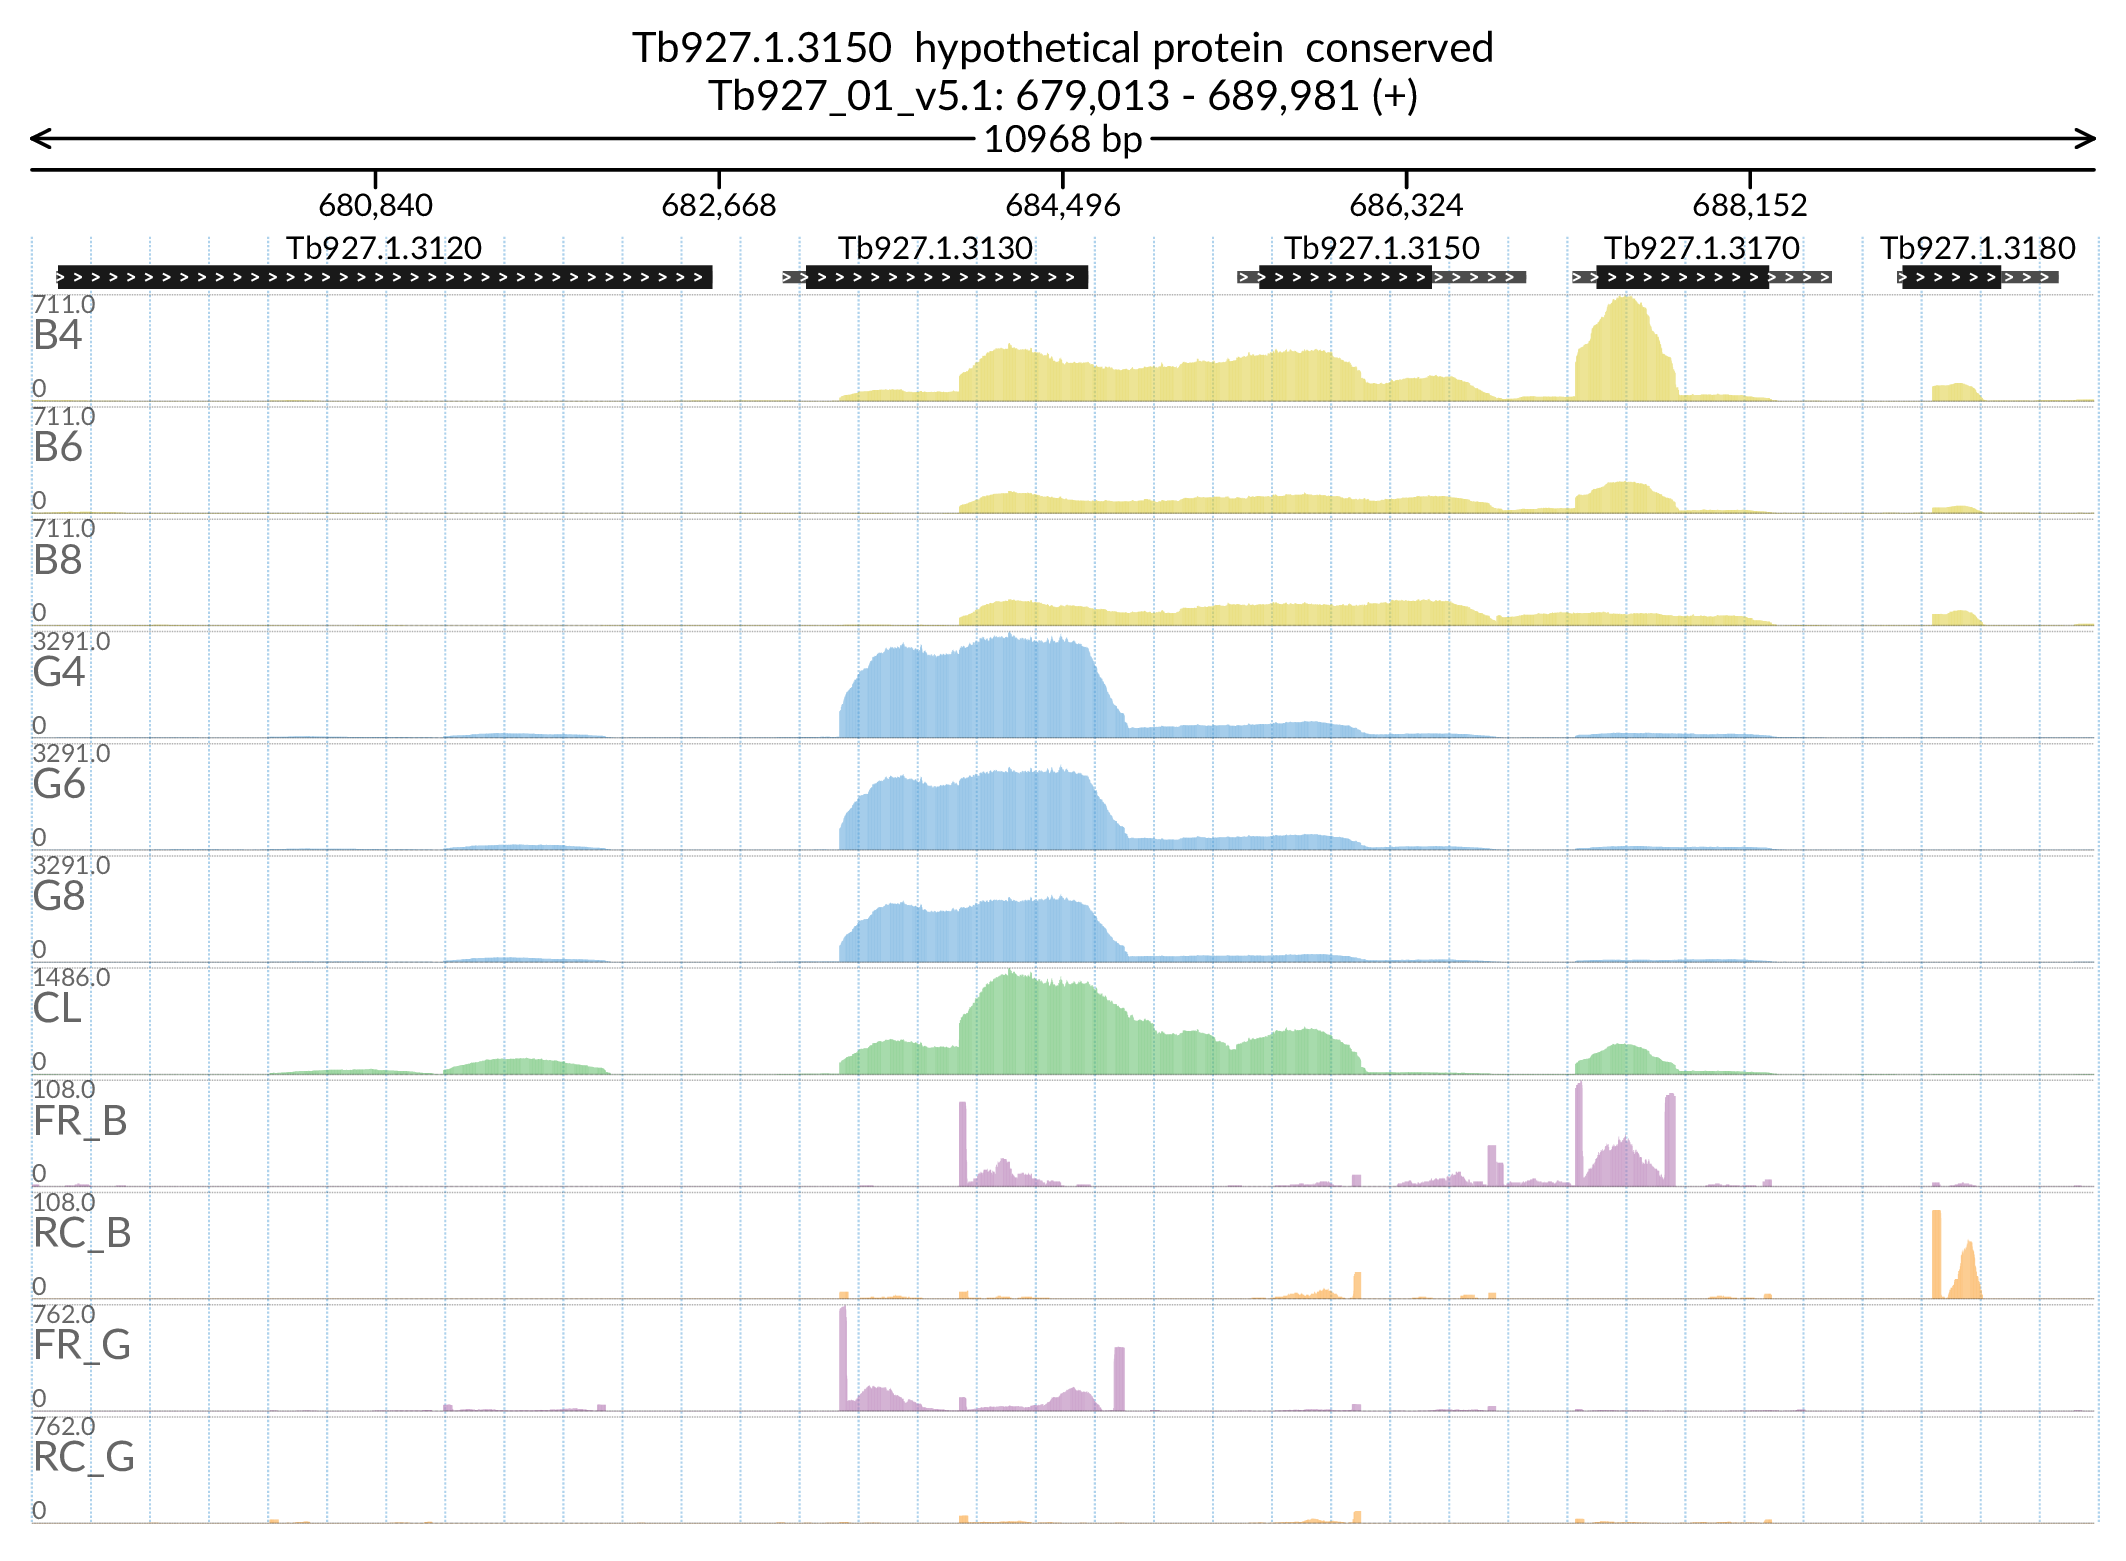 Tb927.1.3150  hypothetical protein  conserved
Tb927_01_v5.1: 679,013 - 689,981 (+)
10968 bp
680,840 682,668 684,496 686,324 688,152
Tb927.1.3120 Tb927.1.3130 Tb927.1.3150 Tb927.1.3170 Tb927.1.3180
711.0
B4
0
711.0
B6
0
711.0
B8
0
3291.0
G4
0
3291.0
G6
0
3291.0
G8
0
1486.0
CL
0
108.0
FR_B
0
108.0
RC_B
0
762.0
FR_G
0
762.0
RC_G
0